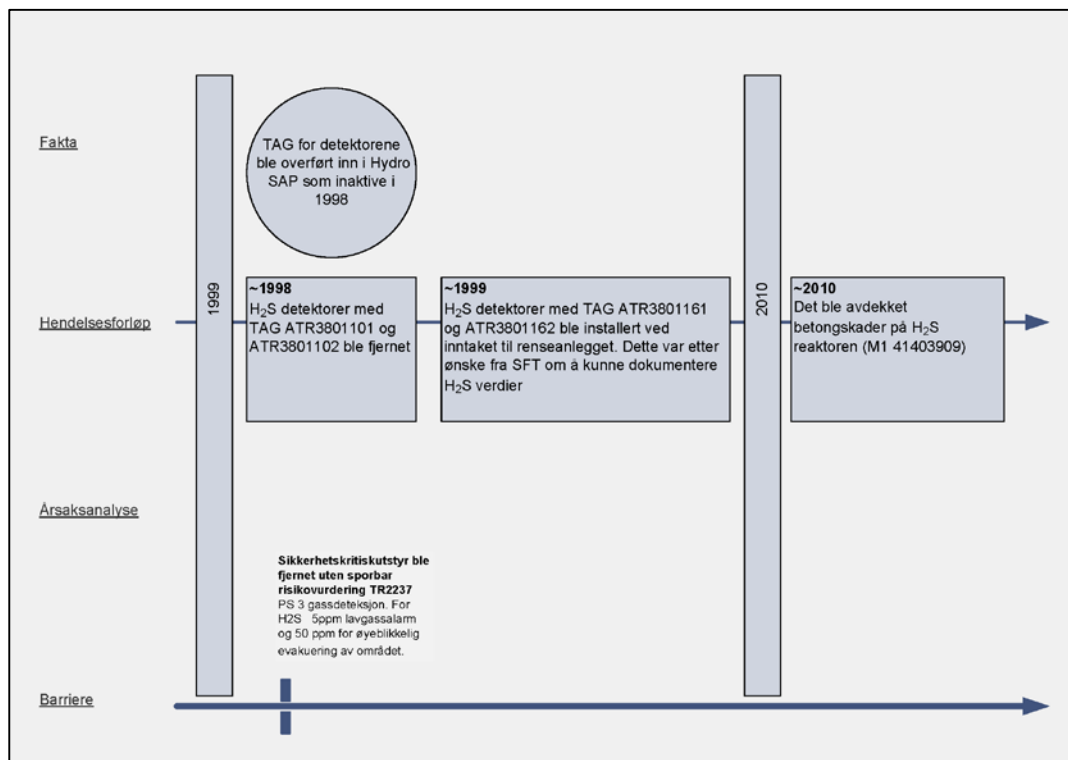 Fakta
TAG for detektorene
ble overført inn i Hydro
SAP som inaktive i
1998
1999
2010
Hendelsesforløp
~1998
H₂S detektorer med
TAG ATR3801101 og
ATR3801102 ble fjernet
~1999
H₂S detektorer med TAG ATR3801161
og ATR3801162 ble installert ved
inntaket til renseanlegget. Dette var etter
ønske fra SFT om å kunne dokumentere
H₂S verdier
~2010
Det ble avdekket
betongskader på H₂S
reaktoren (M1 41403909)
Årsaksanalyse
Sikkerhetskritiskutstyr ble
fjernet uten sporbar
risikovurdering TR2237
PS 3 gassdeteksjon. For
H2S 5ppm lavgassalarm
og 50 ppm for øyeblikkelig
evakuering av området.
Barriere